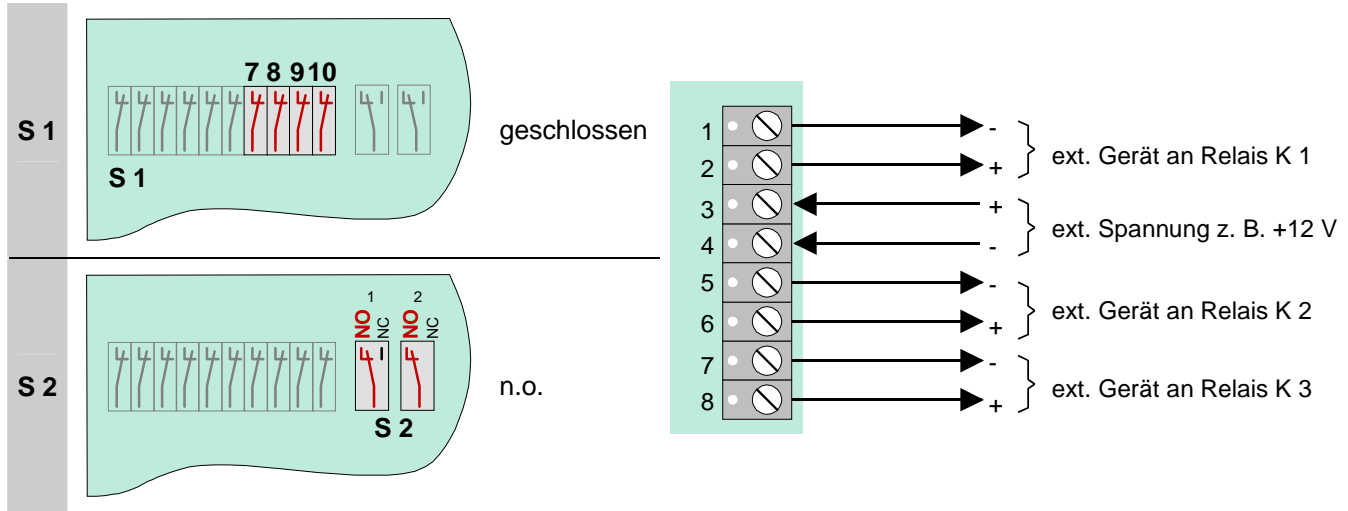 S 1
7 8 9 10
S 1
geschlossen
S 2
1 2
NO NC NO NC
S 2
n.o.
1 - ext. Gerät an Relais K 1
2 +
3 + ext. Spannung z. B. +12 V
4 -
5 - ext. Gerät an Relais K 2
6 +
7 - ext. Gerät an Relais K 3
8 +